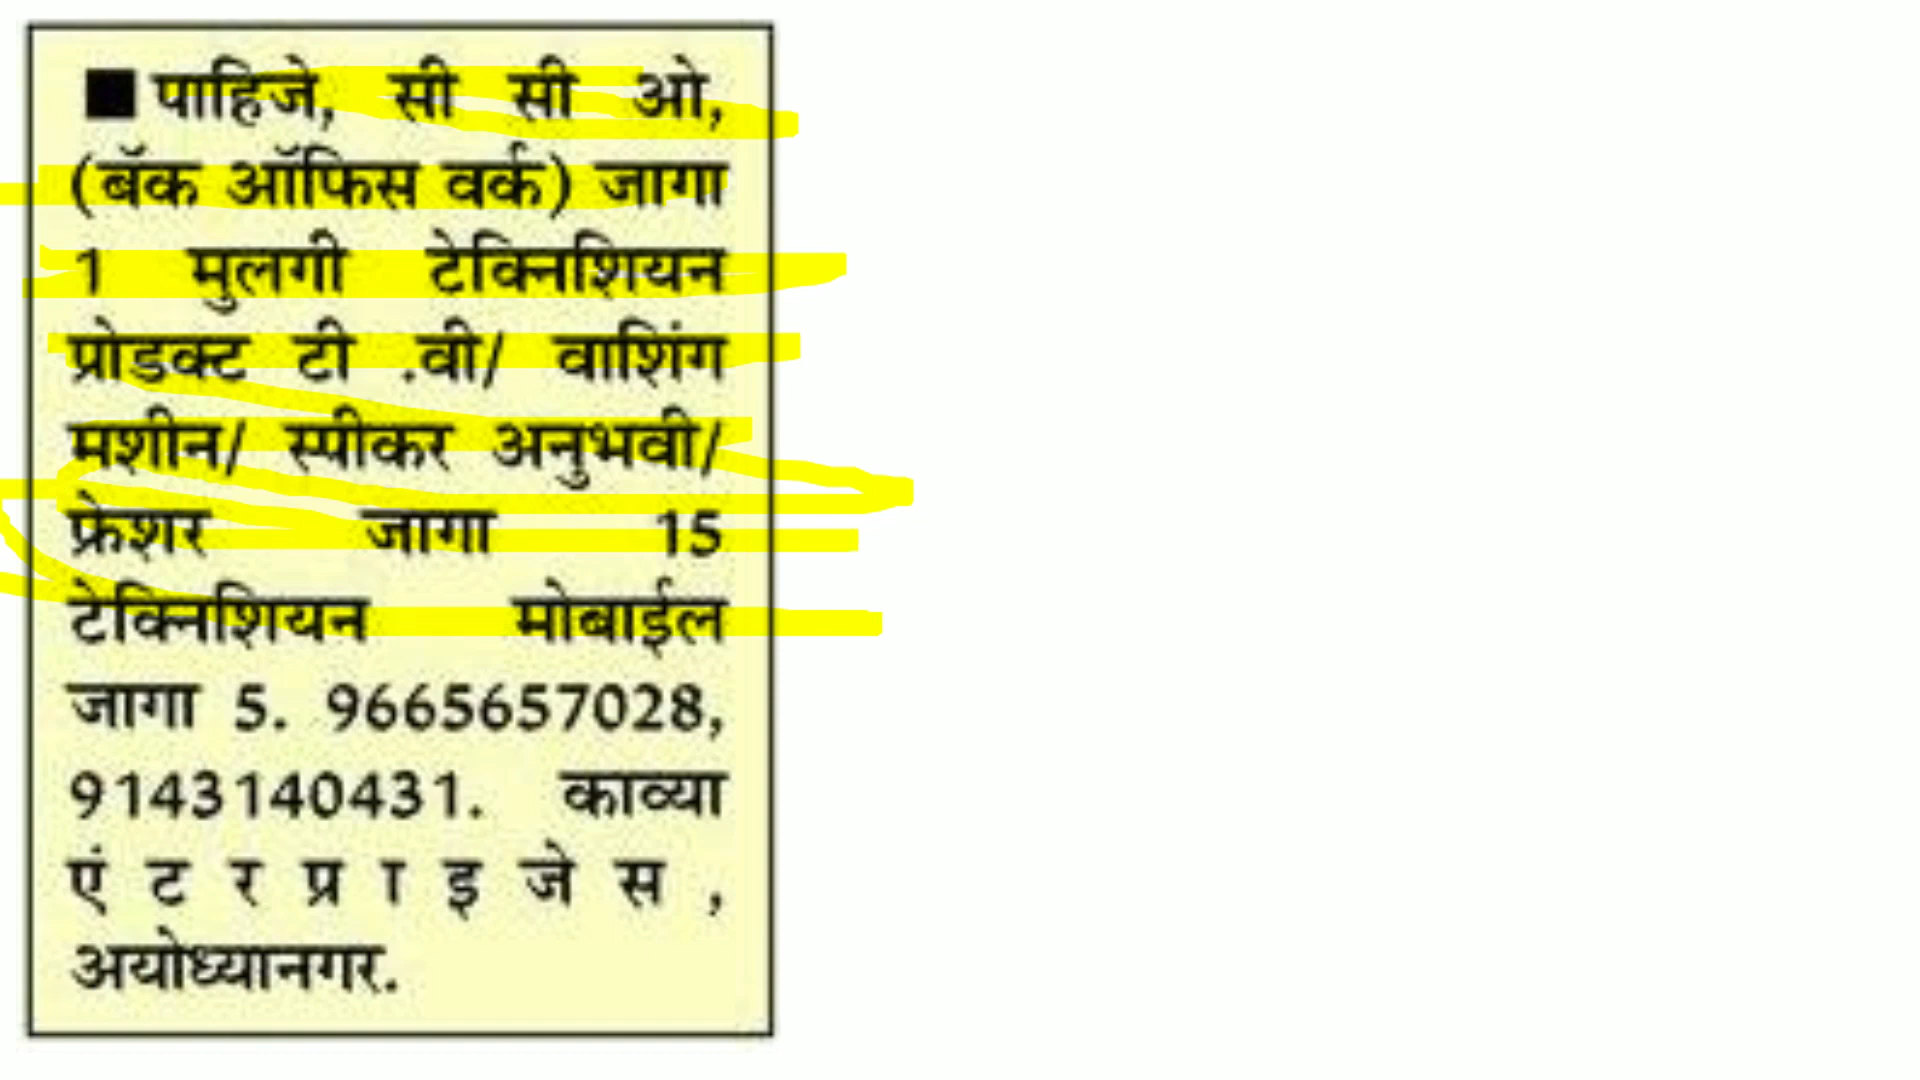 ■ पाहिजे, सी सी ओ,
(बॅक ऑफिस वर्क) जागा
1 मुलगी टेक्निशियन
प्रोडक्ट टी .वी/ वाशिंग
मशीन/ स्पीकर अनुभवी/
फ्रेशर जागा 15
टेक्निशियन मोबाईल
जागा 5. 9665657028,
9143140431. काव्या
एं ट र प्र ा इ जे स ,
अयोध्यानगर.